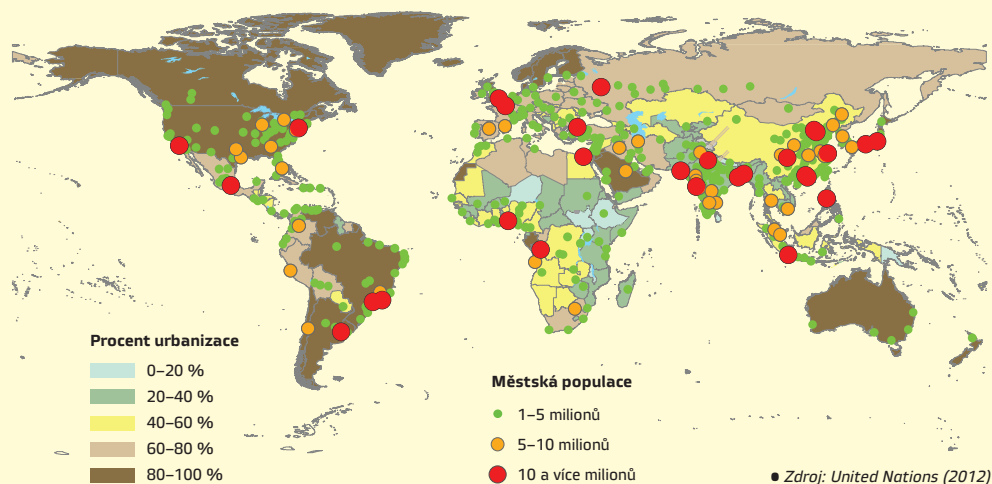 Procent urbanizace
0–20 %
20–40 %
40–60 %
60–80 %
80–100 %
Městská populace
1–5 milionů
5–10 milionů
10 a více milionů
• Zdroj: United Nations (2012)